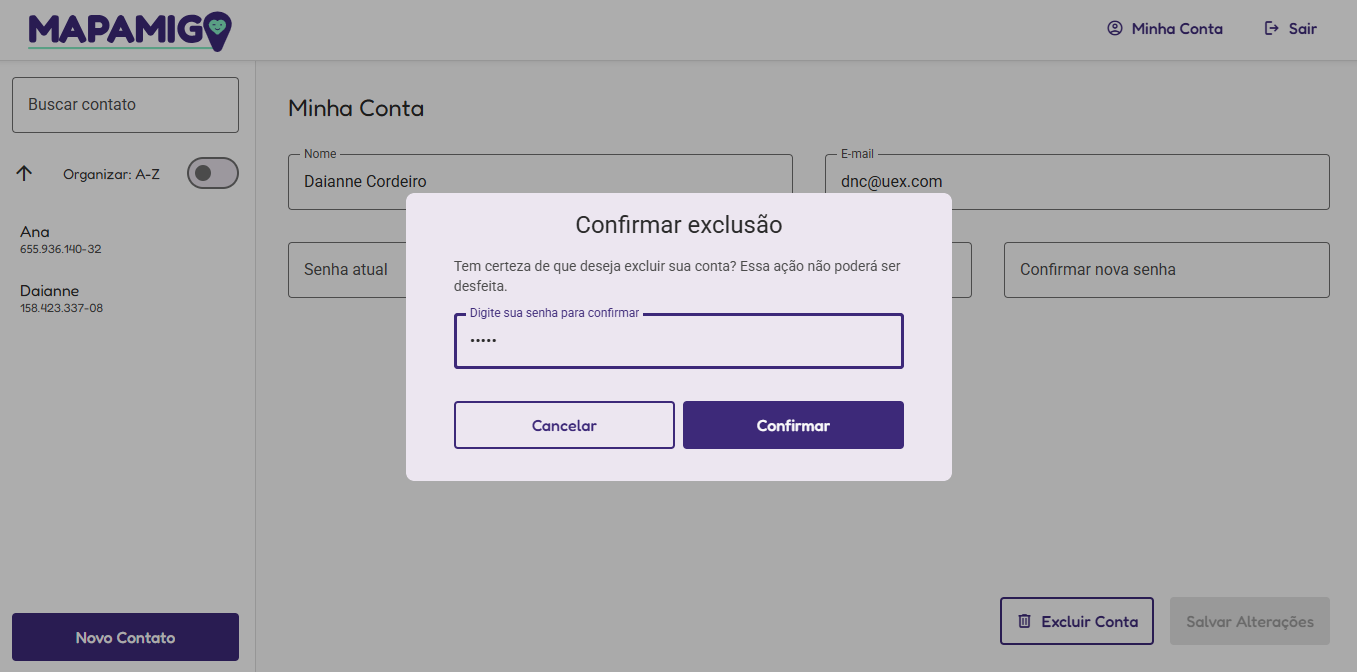 MAPAMIGO
Minha Conta
Sair
Buscar contato
Organizar: A-Z
Ana
655.936.140-32
Daianne
158.423.337-08
Novo Contato
Minha Conta
Nome
Daianne Cordeiro
E-mail
dnc@uex.com
Senha atual
Confirmar nova senha
Confirmar exclusão
Tem certeza de que deseja excluir sua conta? Essa ação não poderá ser
desfeita.
Digite sua senha para confirmar
•••••
Cancelar
Confirmar
Excluir Conta
Salvar Alterações